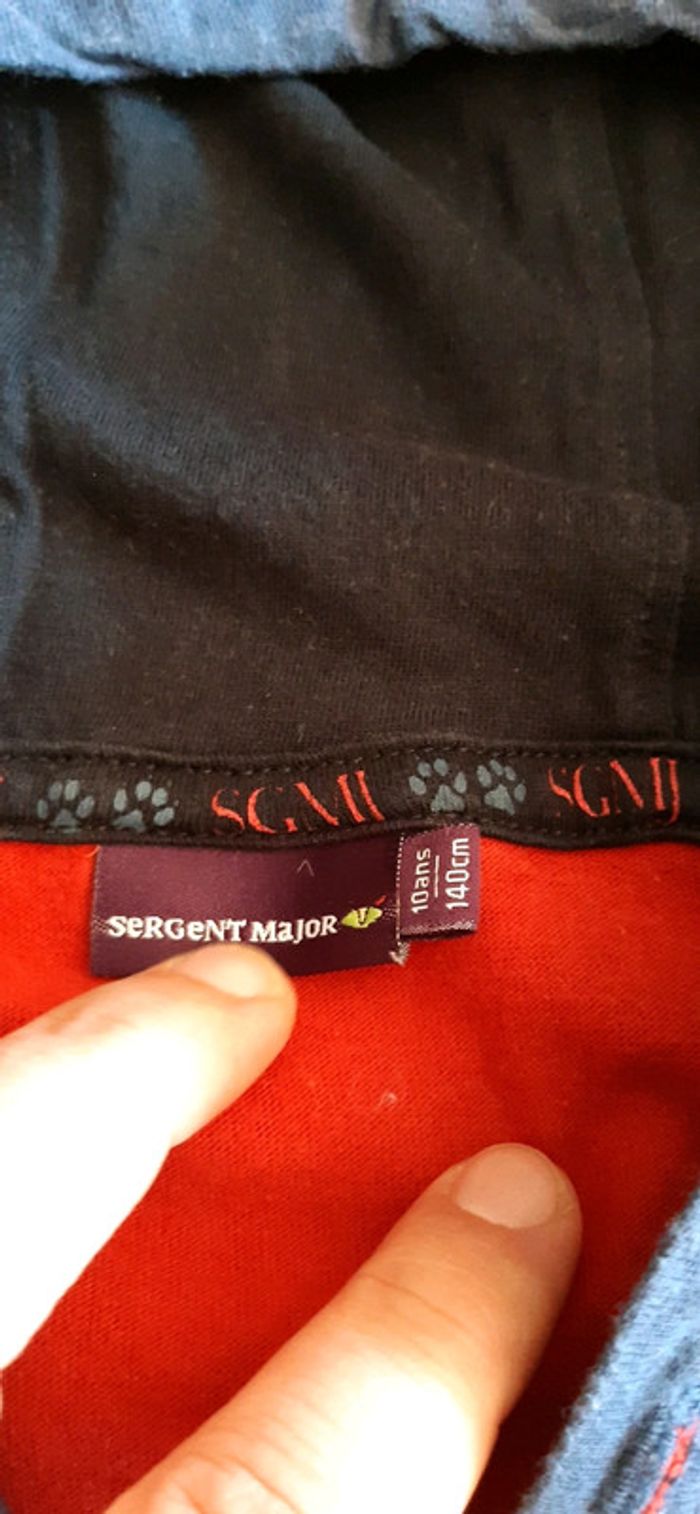 SGMJ SGMJ
SeRGeNT MaJoR
10ans
140cm